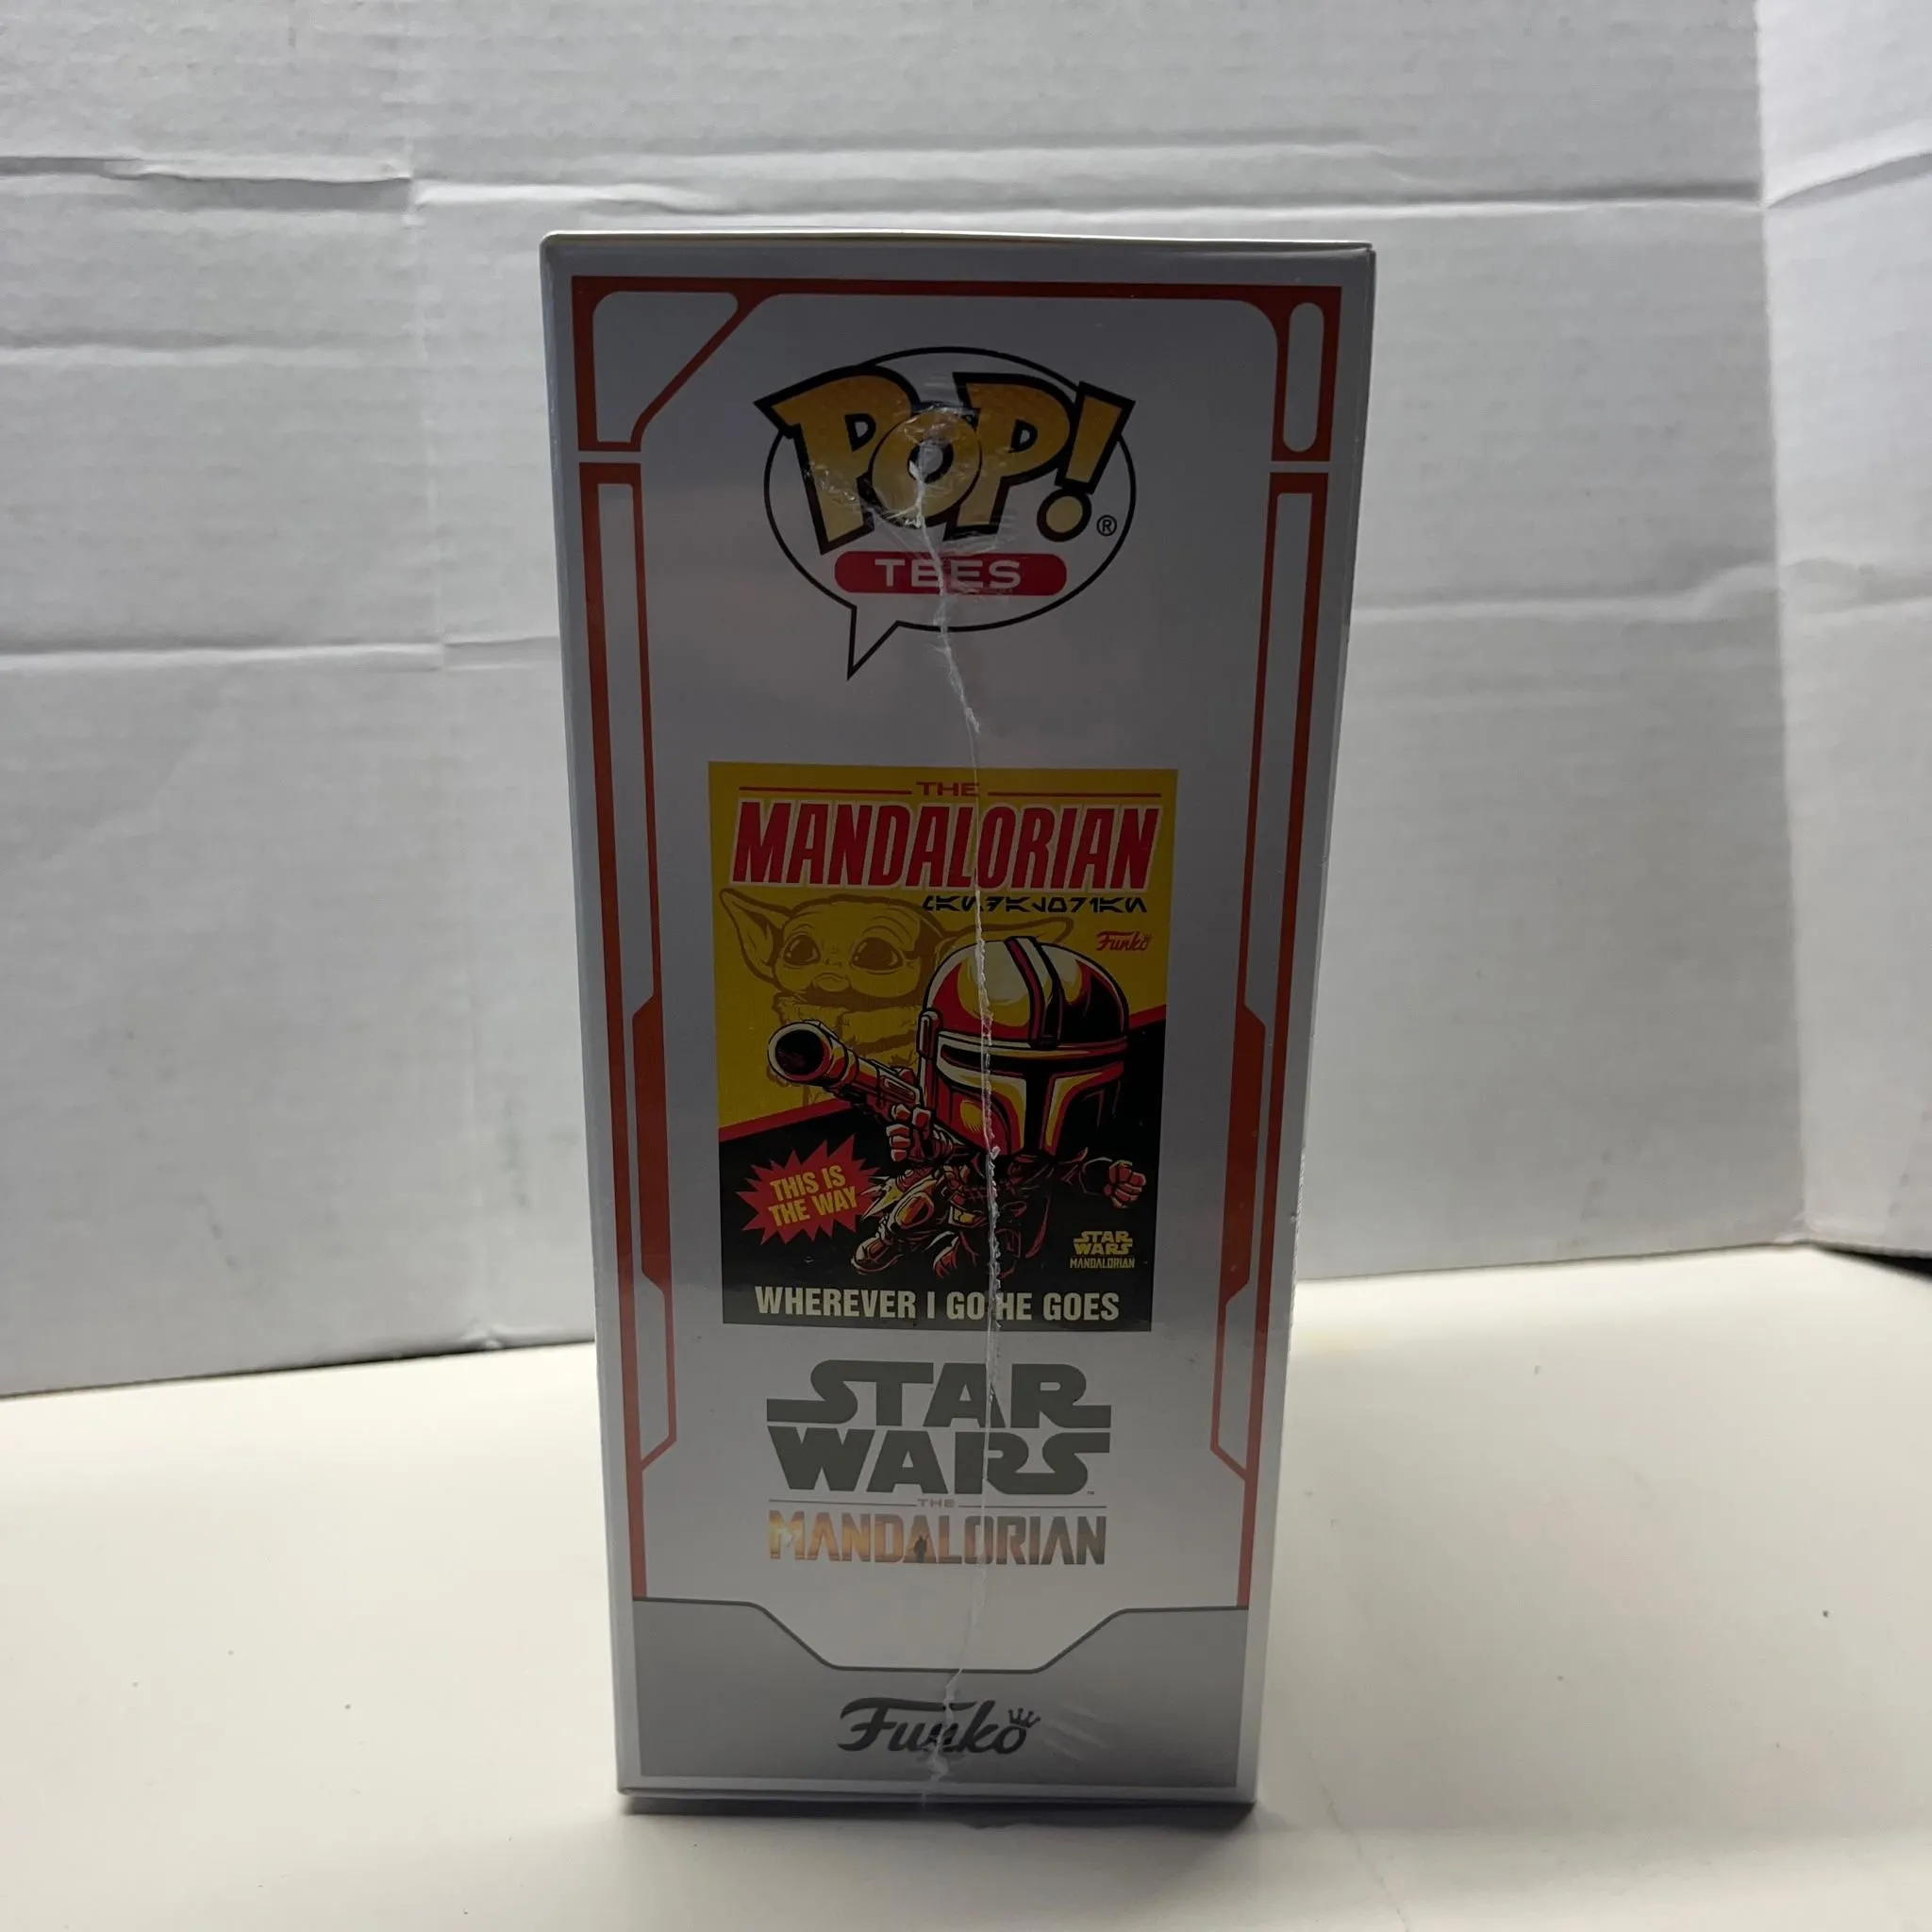 POP!®
TEES
THE
MANDALORIAN
Funko
THIS IS
THE WAY
STAR
WARS
MANDALORIAN
WHEREVER I GO HE GOES
STAR
WARS
THE
MANDALORIAN
Funko